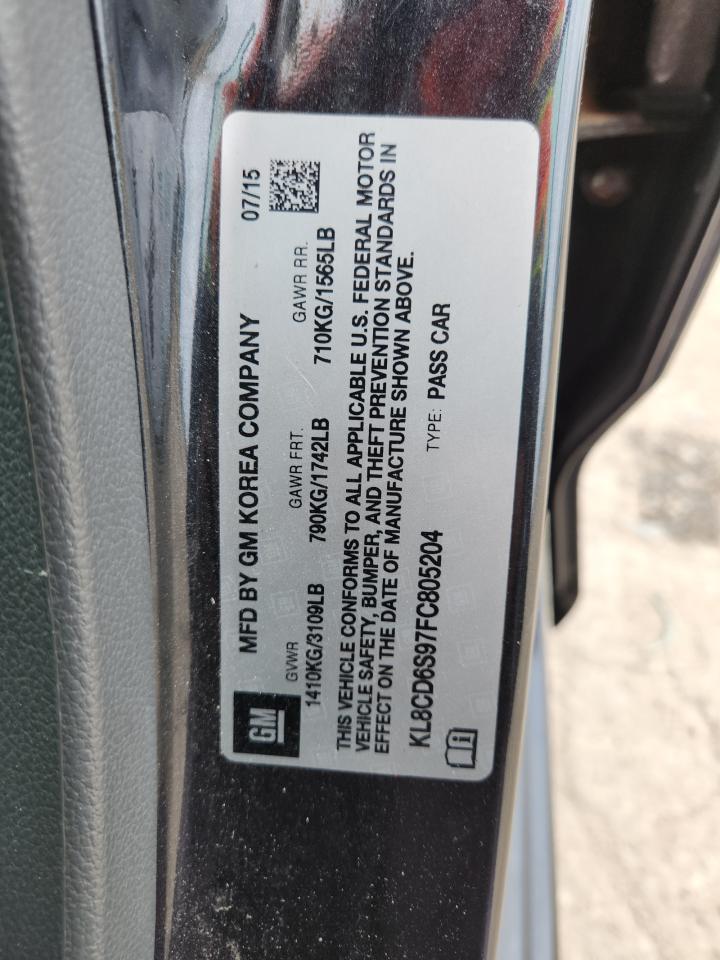 GM
MFD BY GM KOREA COMPANY 07/15
GVWR GAWR FRT. GAWR RR.
1410KG/3109LB 790KG/1742LB 710KG/1565LB
THIS VEHICLE CONFORMS TO ALL APPLICABLE U.S. FEDERAL MOTOR
VEHICLE SAFETY, BUMPER, AND THEFT PREVENTION STANDARDS IN
EFFECT ON THE DATE OF MANUFACTURE SHOWN ABOVE.
KL8CD6S97FC805204 TYPE: PASS CAR